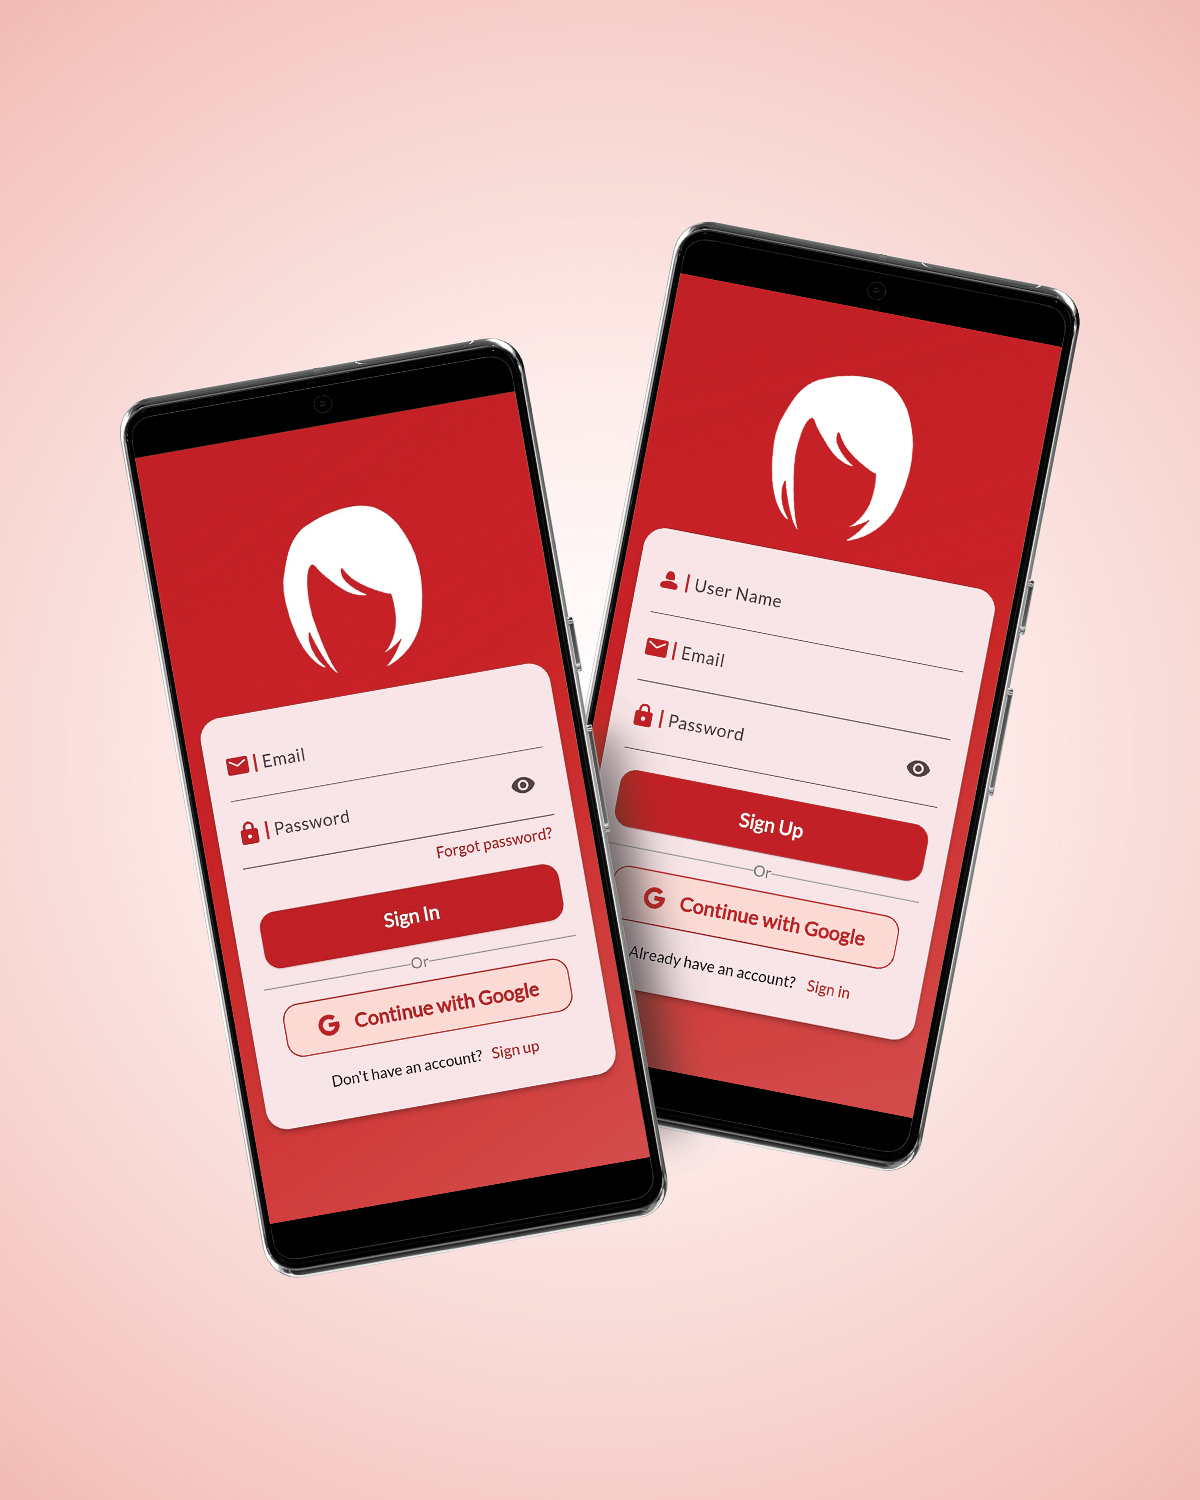 Email
Password
Forgot password?
Sign In
Or
G Continue with Google
Don't have an account? Sign up
User Name
Email
Password
Sign Up
Or
G Continue with Google
Already have an account? Sign in